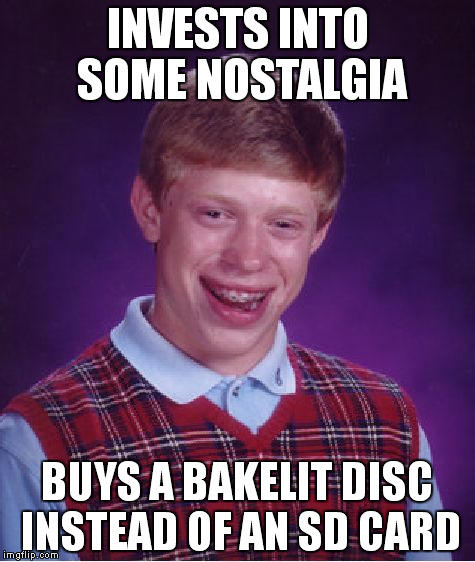 INVESTS INTO
SOME NOSTALGIA
BUYS A BAKELIT DISC
INSTEAD OF AN SD CARD
imgflip.com